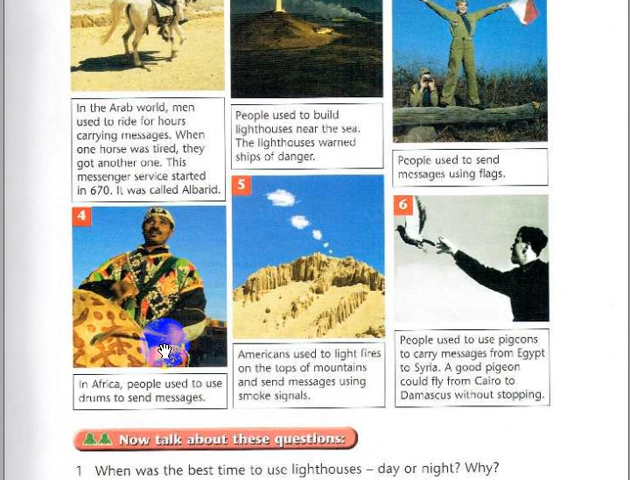 In the Arab world, men
used to ride for hours
carrying messages. When
one horse was tired, they
got another one. This
messenger service started
in 670. It was called Albarid.
People used to build
lighthouses near the sea.
The lighthouses warned
ships of danger.
People used to send
messages using flags.
4
In Africa, people used to use
drums to send messages.
5
Americans used to light fires
on the tops of mountains
and send messages using
smoke signals.
6
People used to use pigeons
to carry messages from Egypt
to Syria. A good pigeon
could fly from Cairo to
Damascus without stopping.
Now talk about these questions:
1 When was the best time to use lighthouses – day or night? Why?